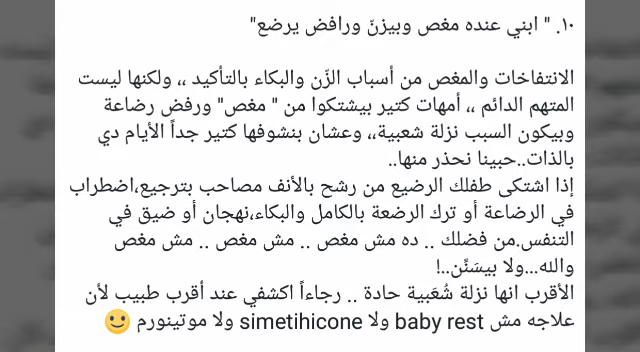 ١٠. " ابني عنده مغص وبيزنّ ورافض يرضع"
الانتفاخات والمغص من أسباب الزّن والبكاء بالتأكيد ،، ولكنها ليست
المتهم الدائم ،، أمهات كتير بيشتكوا من " مغص" ورفض رضاعة
وبيكون السبب نزلة شعبية،، وعشان بنشوفها كتير جداً الأيام دي
بالذات..حبينا نحذر منها..
إذا اشتكى طفلك الرضيع من رشح بالأنف مصاحب بترجيع،اضطراب
في الرضاعة أو ترك الرضعة بالكامل والبكاء،نهجان أو ضيق في
التنفس.من فضلك .. ده مش مغص .. مش مغص .. مش مغص
والله...ولا بيسَنِّن..!
الأقرب انها نزلة شُعَبية حادة .. رجاءاً اكشفي عند أقرب طبيب لأن
علاجه مش baby rest ولا simetihicone ولا موتينورم 🙂